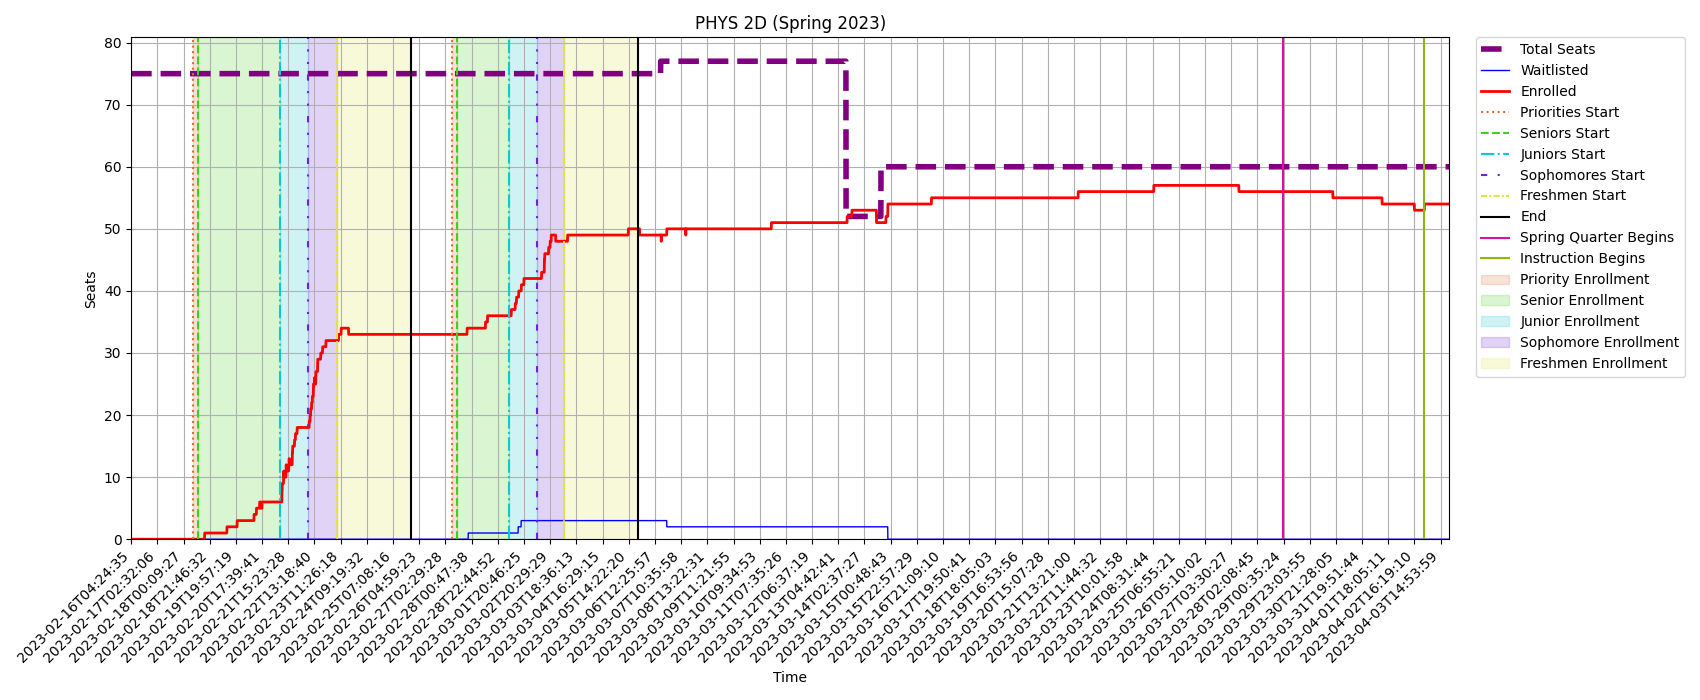 PHYS 2D (Spring 2023)
80
70
60
50
40
30
20
10
0
Seats
2023-02-16T04:24:35
2023-02-17T02:32:06
2023-02-18T00:09:27
2023-02-18T21:46:32
2023-02-19T19:57:19
2023-02-20T17:39:41
2023-02-21T15:23:28
2023-02-22T13:18:40
2023-02-23T11:26:18
2023-02-24T09:19:32
2023-02-25T07:08:16
2023-02-26T04:59:23
2023-02-27T02:29:28
2023-02-28T00:47:38
2023-02-28T22:44:52
2023-03-01T20:46:25
2023-03-02T20:29:29
2023-03-03T18:36:13
2023-03-04T16:29:15
2023-03-05T14:22:20
2023-03-06T12:25:57
2023-03-07T10:35:58
2023-03-08T13:22:31
2023-03-09T11:21:55
2023-03-10T09:34:53
2023-03-11T07:35:26
2023-03-12T06:37:19
2023-03-13T04:42:41
2023-03-14T02:37:27
2023-03-15T00:48:43
2023-03-15T22:57:29
2023-03-16T21:09:10
2023-03-17T19:50:41
2023-03-18T18:05:03
2023-03-19T16:53:56
2023-03-20T15:07:28
2023-03-21T13:21:00
2023-03-22T11:44:32
2023-03-23T10:01:58
2023-03-24T08:31:44
2023-03-25T06:55:21
2023-03-26T05:10:02
2023-03-27T03:30:27
2023-03-28T02:08:45
2023-03-29T00:35:24
2023-03-29T23:03:55
2023-03-30T21:28:05
2023-03-31T19:51:44
2023-04-01T18:05:11
2023-04-02T16:19:10
2023-04-03T14:53:59
Time
Total Seats
Waitlisted
Enrolled
Priorities Start
Seniors Start
Juniors Start
Sophomores Start
Freshmen Start
End
Spring Quarter Begins
Instruction Begins
Priority Enrollment
Senior Enrollment
Junior Enrollment
Sophomore Enrollment
Freshmen Enrollment